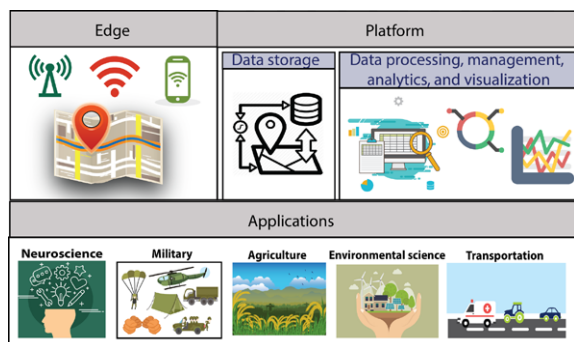 Edge
Platform
Data storage
Data processing, management,
analytics, and visualization
Applications
Neuroscience
Military
Agriculture
Environmental science
Transportation